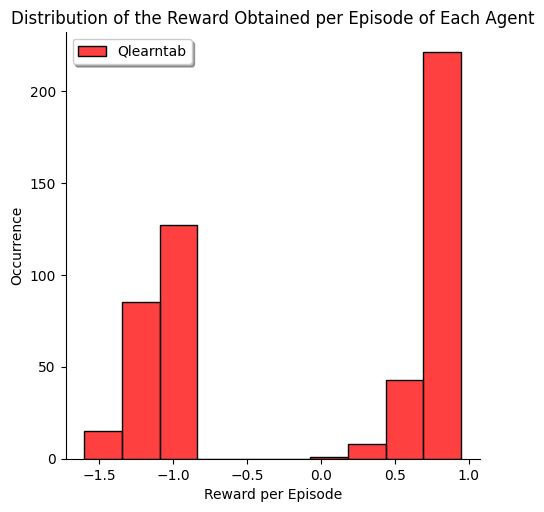 Distribution of the Reward Obtained per Episode of Each Agent
Qlearntab
200
150
100
50
0
Occurrence
−1.5 −1.0 −0.5 0.0 0.5 1.0
Reward per Episode